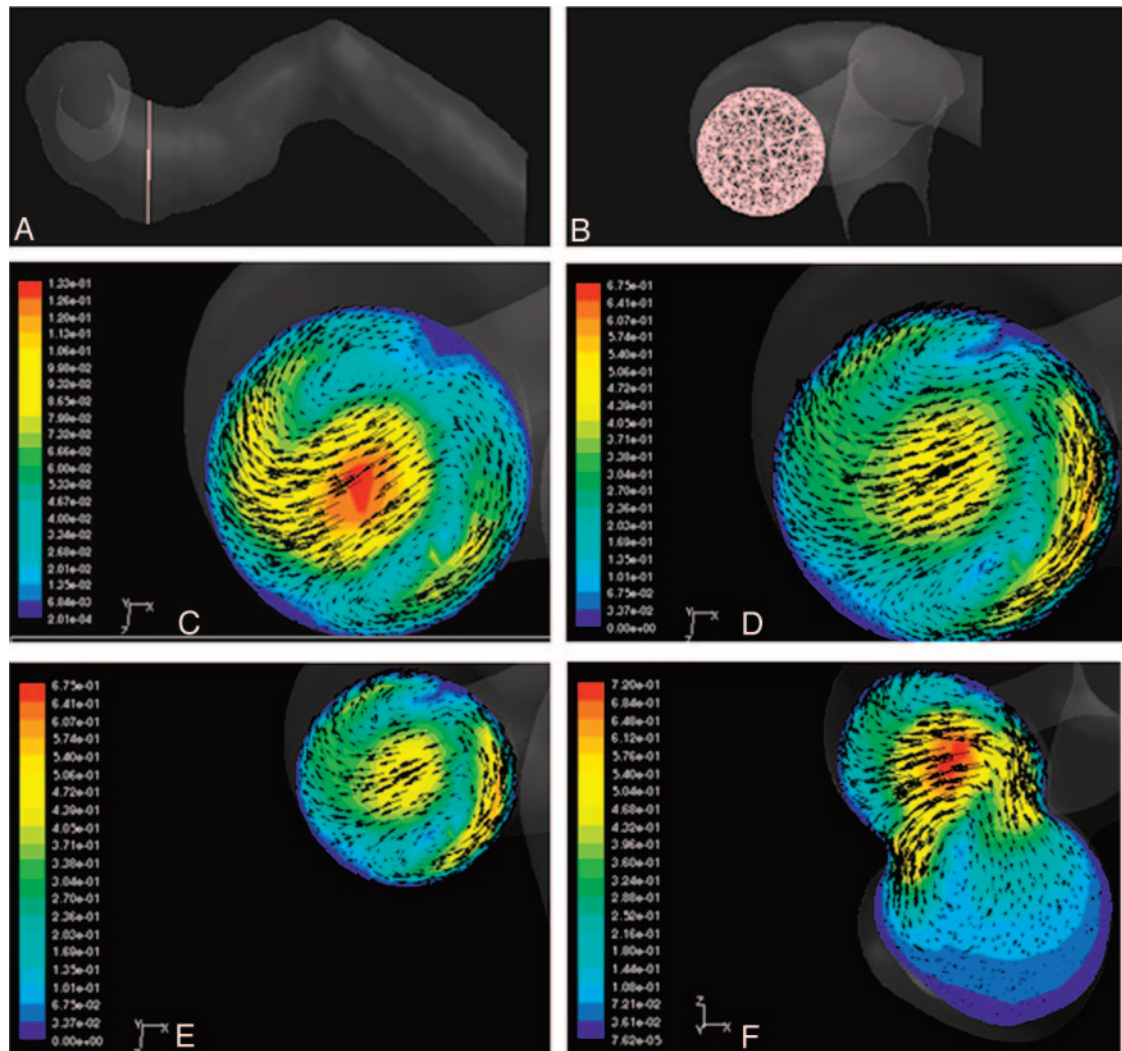 A
B
1.33e-01
1.26e-01
1.20e-01
1.13e-01
1.06e-01
9.98e-02
9.32e-02
8.65e-02
7.99e-02
7.32e-02
6.66e-02
6.00e-02
5.33e-02
4.67e-02
4.00e-02
3.34e-02
2.68e-02
2.01e-02
1.35e-02
6.84e-03
2.01e-04
Y X
Z
C
6.75e-01
6.41e-01
6.07e-01
5.74e-01
5.40e-01
5.06e-01
4.72e-01
4.39e-01
4.05e-01
3.71e-01
3.38e-01
3.04e-01
2.70e-01
2.36e-01
2.03e-01
1.69e-01
1.35e-01
1.01e-01
6.75e-02
3.37e-02
0.00e+00
Y X
Z
D
6.75e-01
6.41e-01
6.07e-01
5.74e-01
5.40e-01
5.06e-01
4.72e-01
4.39e-01
4.05e-01
3.71e-01
3.38e-01
3.04e-01
2.70e-01
2.36e-01
2.03e-01
1.69e-01
1.35e-01
1.01e-01
6.75e-02
3.37e-02
0.00e+00
Y X
Z
E
7.20e-01
6.84e-01
6.48e-01
6.12e-01
5.76e-01
5.40e-01
5.04e-01
4.68e-01
4.32e-01
3.96e-01
3.60e-01
3.24e-01
2.88e-01
2.52e-01
2.16e-01
1.80e-01
1.44e-01
1.08e-01
7.21e-02
3.61e-02
7.62e-05
Z
Y X
F